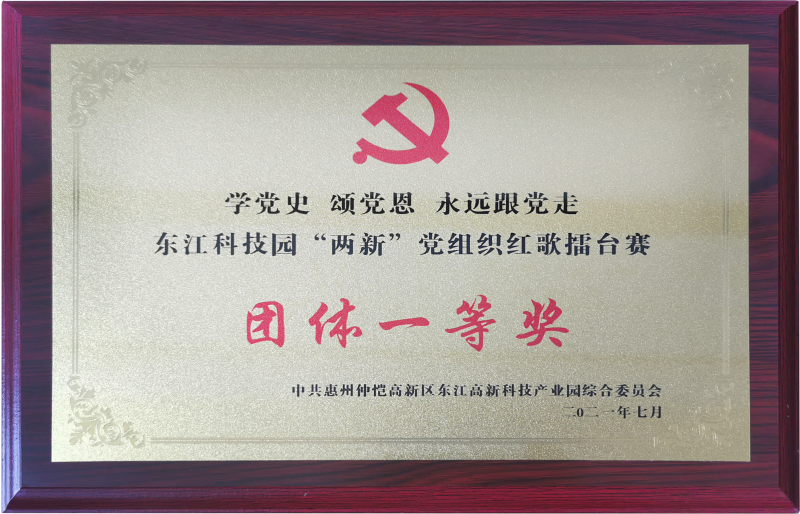 学党史 颂党恩 永远跟党走
东江科技园“两新”党组织红歌擂台赛
团体一等奖
中共惠州仲恺高新区东江高新科技产业园综合委员会
二0二一年七月